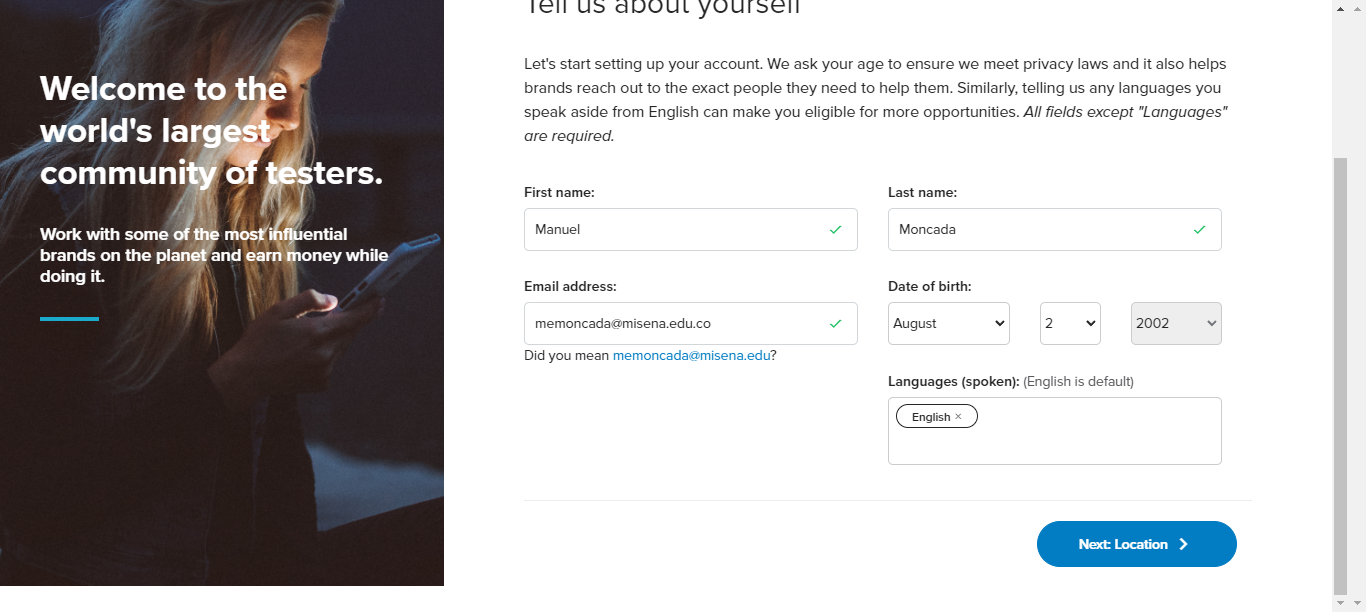 Tell us about yourself
Welcome to the
world's largest
community of testers.
Work with some of the most influential
brands on the planet and earn money while
doing it.
Let's start setting up your account. We ask your age to ensure we meet privacy laws and it also helps
brands reach out to the exact people they need to help them. Similarly, telling us any languages you
speak aside from English can make you eligible for more opportunities. All fields except "Languages"
are required.
First name:
Last name:
Manuel
Moncada
Email address:
Date of birth:
memoncada@misena.edu.co
August
2
2002
Did you mean memoncada@misena.edu?
Languages (spoken): (English is default)
English ×
Next: Location